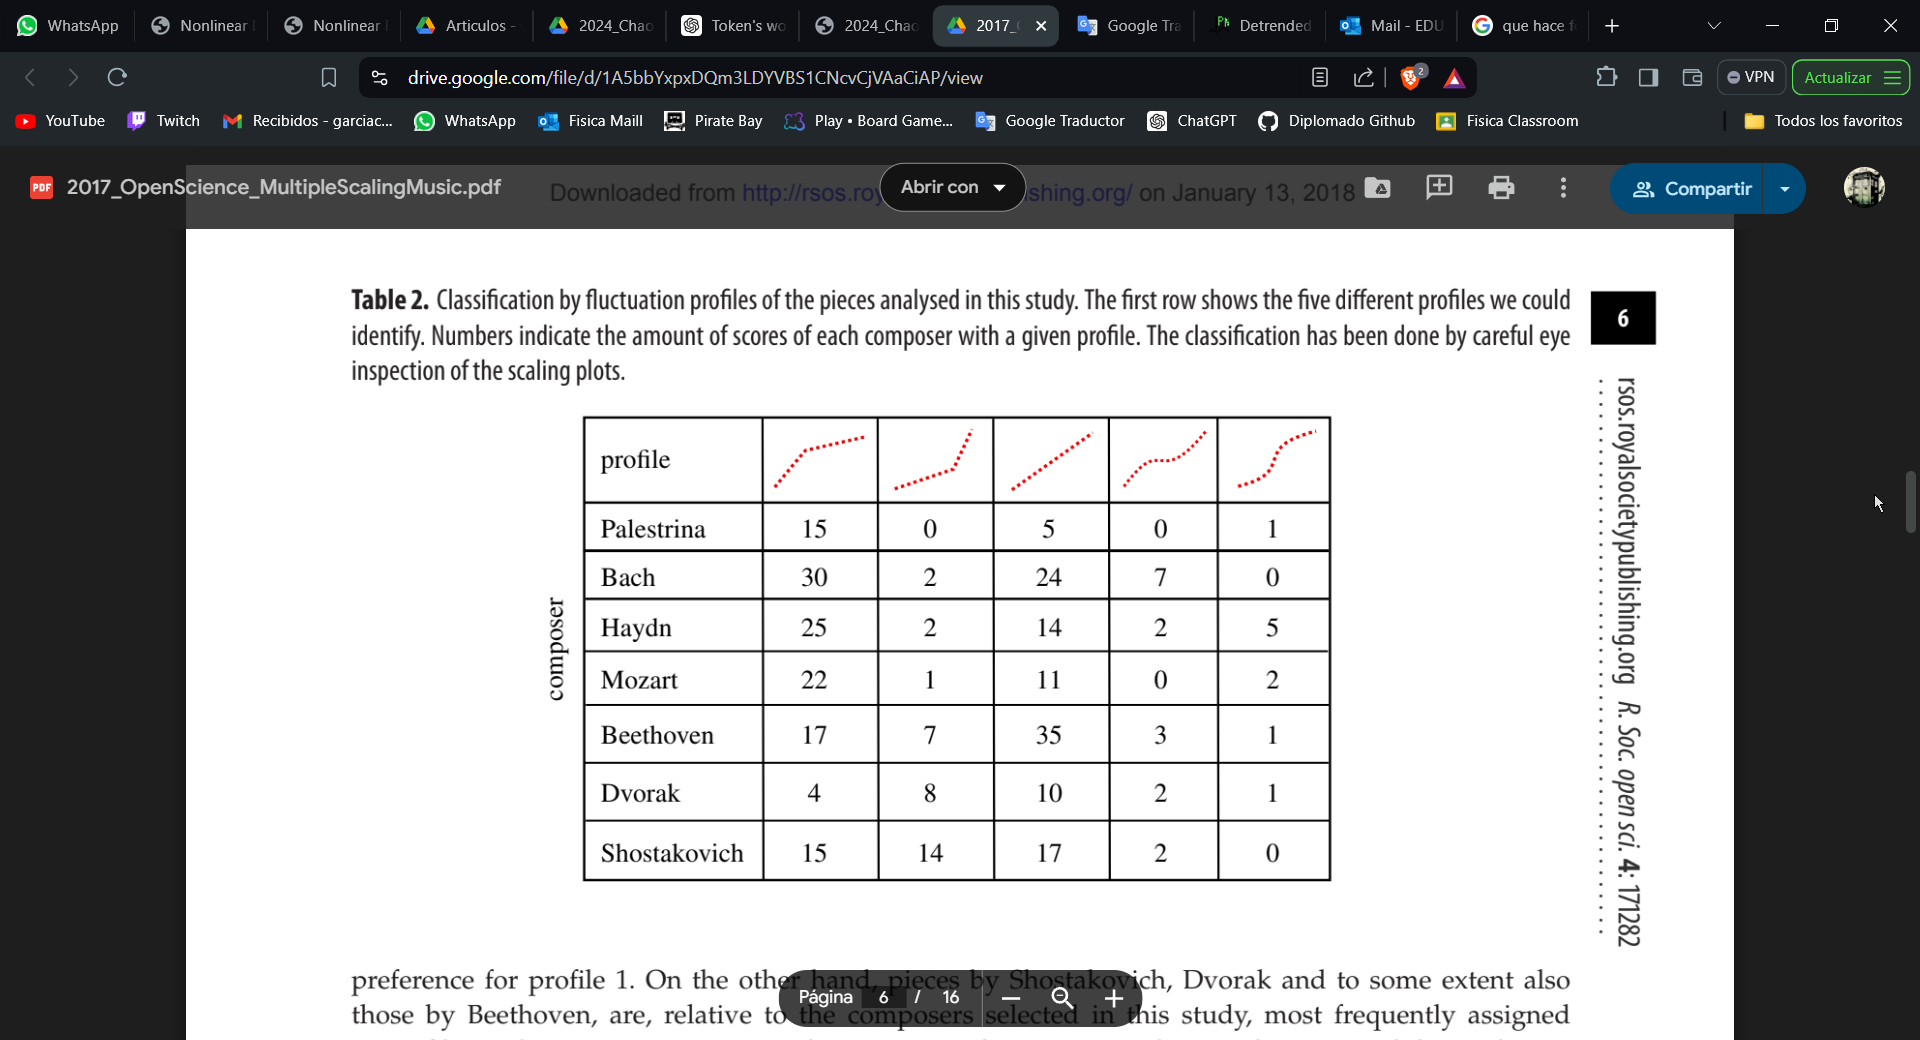 WhatsApp Nonlinear Nonlinear Articulos - 2024_Chao Token's wo 2024_Chao 2017_ Google Tra Detrended Mail - EDU que hace f
drive.google.com/file/d/1A5bbYxpxDQm3LDYVBS1CNcvCjVAaCiAP/view 2 VPN Actualizar
YouTube Twitch Recibidos - garciac... WhatsApp Fisica Maill Pirate Bay Play • Board Game... Google Traductor ChatGPT Diplomado Github Fisica Classroom Todos los favoritos
PDF 2017_OpenScience_MultipleScalingMusic.pdf Abrir con Compartir
Downloaded from http://rsos.roy shing.org/ on January 13, 2018
Table 2. Classification by fluctuation profiles of the pieces analysed in this study. The first row shows the five different profiles we could
identify. Numbers indicate the amount of scores of each composer with a given profile. The classification has been done by careful eye
inspection of the scaling plots.
6
rsos.royalsocietypublishing.org R. Soc. open sci. 4: 171282
composer
profile
Palestrina 15 0 5 0 1
Bach 30 2 24 7 0
Haydn 25 2 14 2 5
Mozart 22 1 11 0 2
Beethoven 17 7 35 3 1
Dvorak 4 8 10 2 1
Shostakovich 15 14 17 2 0
preference for profile 1. On the other hand, pieces by Shostakovich, Dvorak and to some extent also
those by Beethoven, are, relative to the composers selected in this study, most frequently assigned
Página 6 / 16